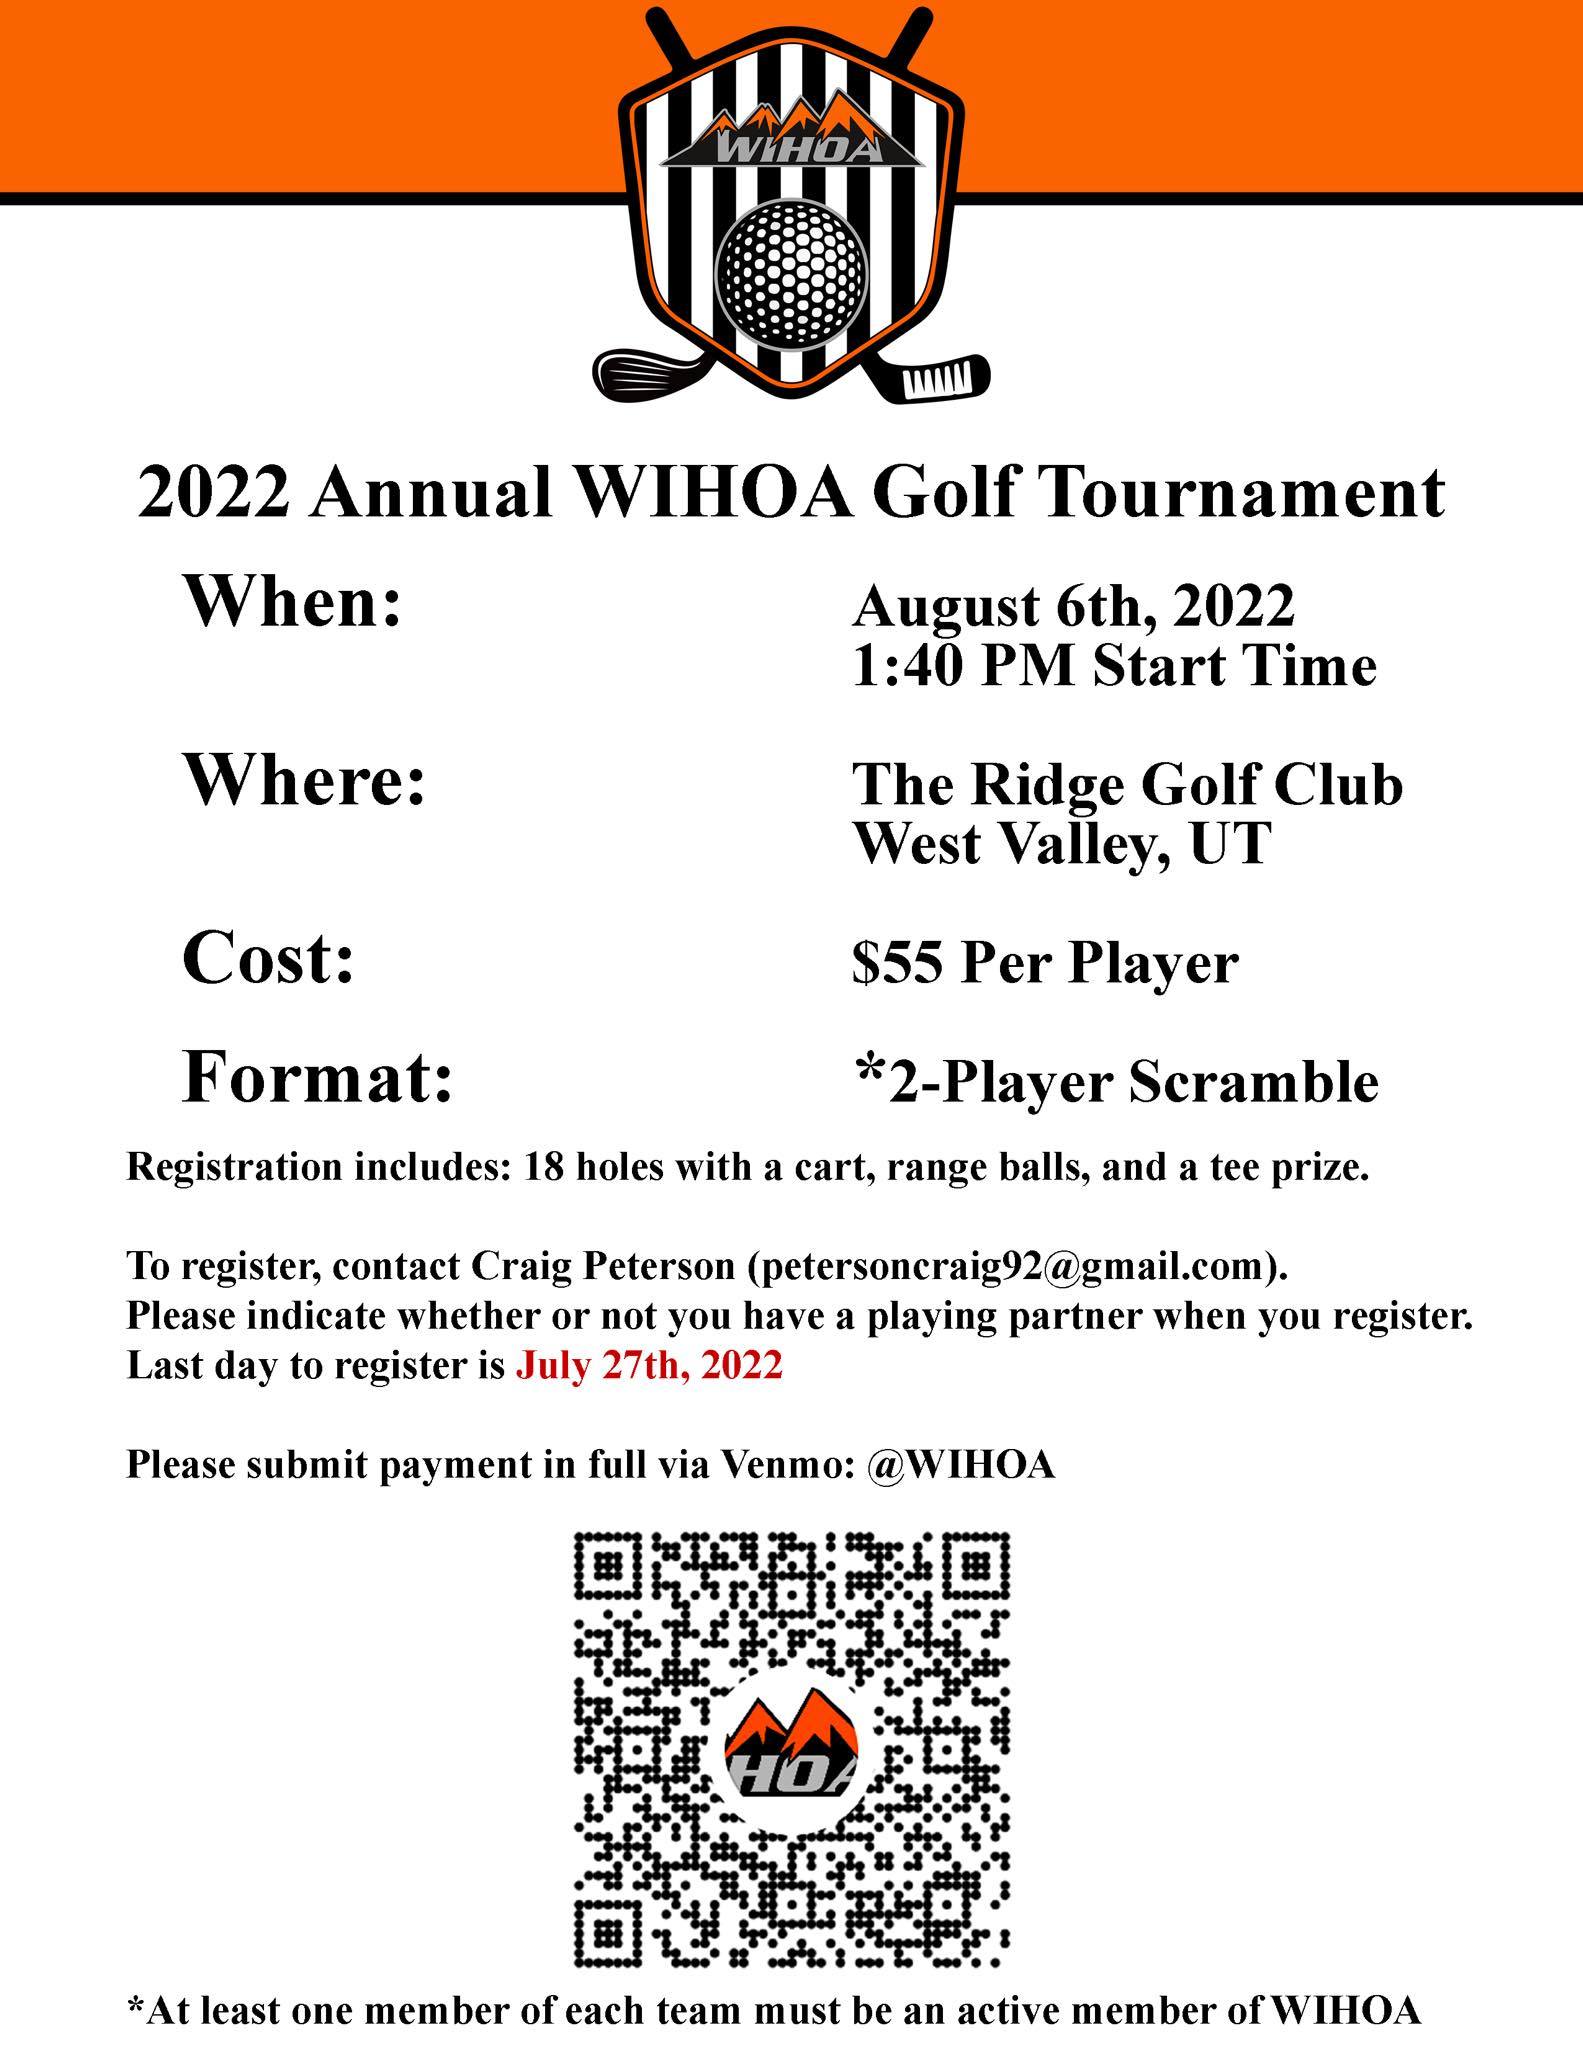 WIHOA
2022 Annual WIHOA Golf Tournament
When:
August 6th, 2022
1:40 PM Start Time
Where:
The Ridge Golf Club
West Valley, UT
Cost:
$55 Per Player
Format:
*2-Player Scramble
Registration includes: 18 holes with a cart, range balls, and a tee prize.
To register, contact Craig Peterson (petersoncraig92@gmail.com).
Please indicate whether or not you have a playing partner when you register.
Last day to register is July 27th, 2022
Please submit payment in full via Venmo: @WIHOA
HOA
*At least one member of each team must be an active member of WIHOA